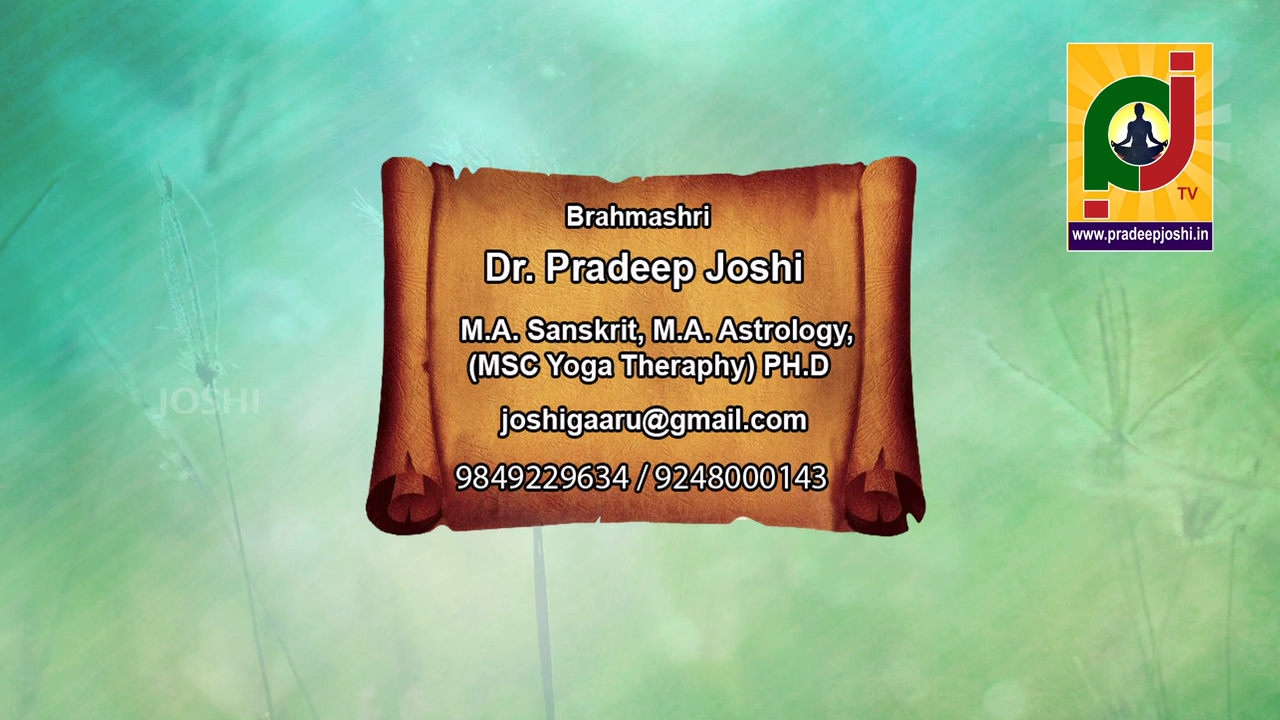 Brahmashri
Dr. Pradeep Joshi
M.A. Sanskrit, M.A. Astrology,
(MSC Yoga Theraphy) PH.D
joshigaaru@gmail.com
9849229634 / 9248000143
pj
TV
www.pradeepjoshi.in
JOSHI